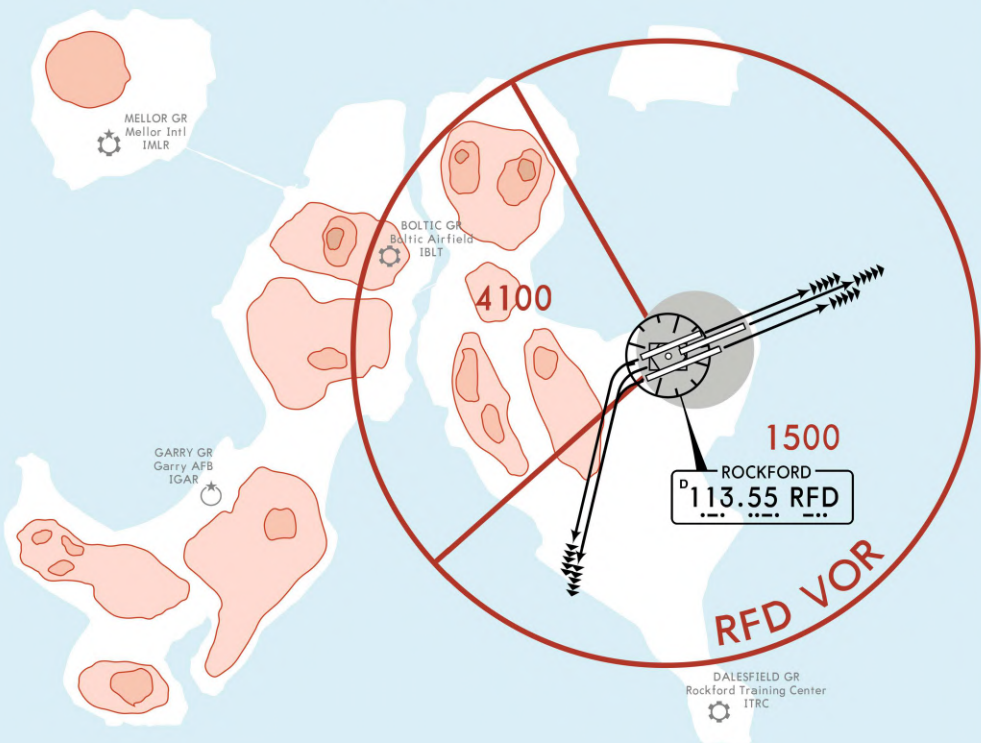 MELLOR GR
Mellor Intl
IMLR
BOLTIC GR
Boltic Airfield
IBLT
4100
GARRY GR
Garry AFB
IGAR
1500
ROCKFORD
D 113.55 RFD
RFD VOR
DALESFIELD GR
Rockford Training Center
ITRC